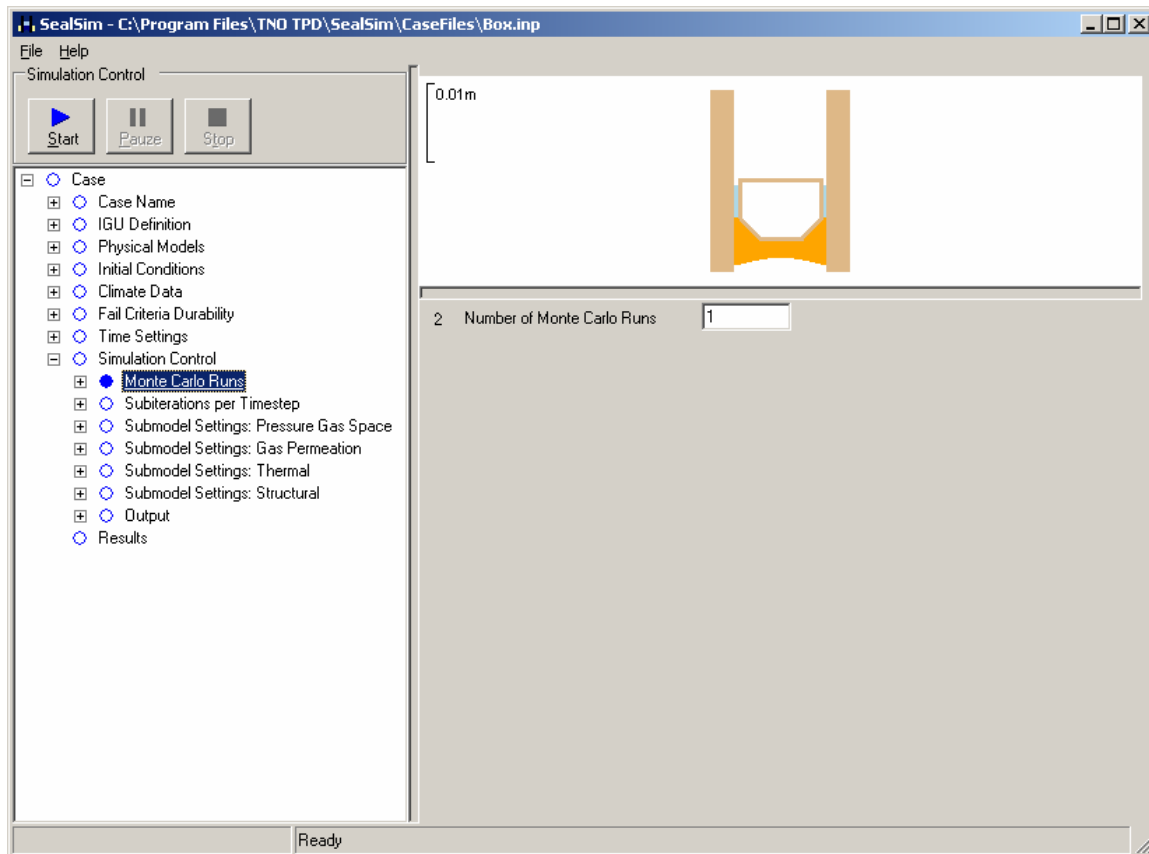 SealSim - C:\Program Files\TNO TPD\SealSim\CaseFiles\Box.inp
File Help
Simulation Control
Start Pauze Stop
Case
Case Name
IGU Definition
Physical Models
Initial Conditions
Climate Data
Fail Criteria Durability
Time Settings
Simulation Control
Monte Carlo Runs
Subiterations per Timestep
Submodel Settings: Pressure Gas Space
Submodel Settings: Gas Permeation
Submodel Settings: Thermal
Submodel Settings: Structural
Output
Results
0.01m
2 Number of Monte Carlo Runs 1
Ready